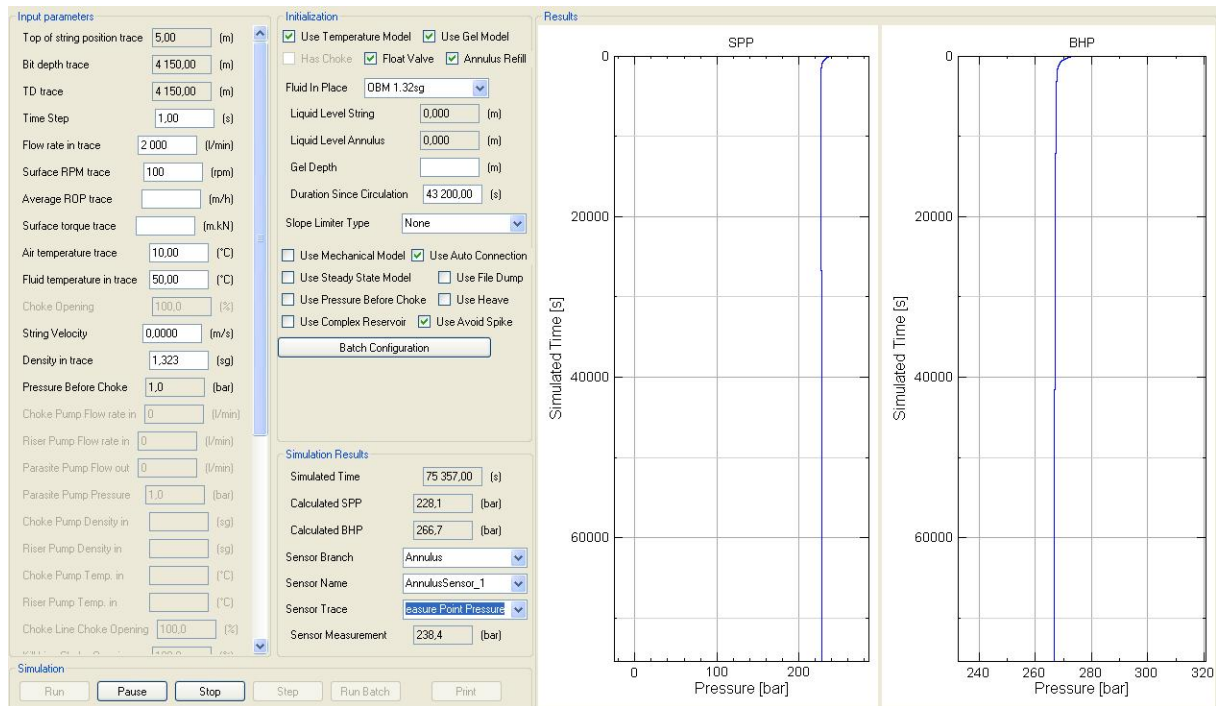 Input parameters
Top of string position trace 5,00 (m)
Bit depth trace 4 150,00 (m)
TD trace 4 150,00 (m)
Time Step 1,00 (s)
Flow rate in trace 2 000 (l/min)
Surface RPM trace 100 (rpm)
Average ROP trace (m/h)
Surface torque trace (m.kN)
Air temperature trace 10,00 (°C)
Fluid temperature in trace 50,00 (°C)
Choke Opening 100,0 (%)
String Velocity 0,0000 (m/s)
Density in trace 1,323 (sg)
Pressure Before Choke 1,0 (bar)
Choke Pump Flow rate in 0 (l/min)
Riser Pump Flow rate in 0 (l/min)
Parasite Pump Flow out 0 (l/min)
Parasite Pump Pressure 1,0 (bar)
Choke Pump Density in (sg)
Riser Pump Density in (sg)
Choke Pump Temp. in (°C)
Riser Pump Temp. in (°C)
Choke Line Choke Opening 100,0 (%)
Initialization
Use Temperature Model Use Gel Model
Has Choke Float Valve Annulus Refill
Fluid In Place OBM 1.32sg
Liquid Level String 0,000 (m)
Liquid Level Annulus 0,000 (m)
Gel Depth (m)
Duration Since Circulation 43 200,00 (s)
Slope Limiter Type None
Use Mechanical Model Use Auto Connection
Use Steady State Model Use File Dump
Use Pressure Before Choke Use Heave
Use Complex Reservoir Use Avoid Spike
Batch Configuration
Simulation Results
Simulated Time 75 357,00 (s)
Calculated SPP 228,1 (bar)
Calculated BHP 266,7 (bar)
Sensor Branch Annulus
Sensor Name AnnulusSensor_1
Sensor Trace easure Point Pressure
Sensor Measurement 238,4 (bar)
Simulation
Run Pause Stop Step Run Batch Print
Results
SPP
0
20000
40000
60000
Simulated Time [s]
0 100 200
Pressure [bar]
BHP
0
20000
40000
60000
Simulated Time [s]
240 260 280 300 320
Pressure [bar]